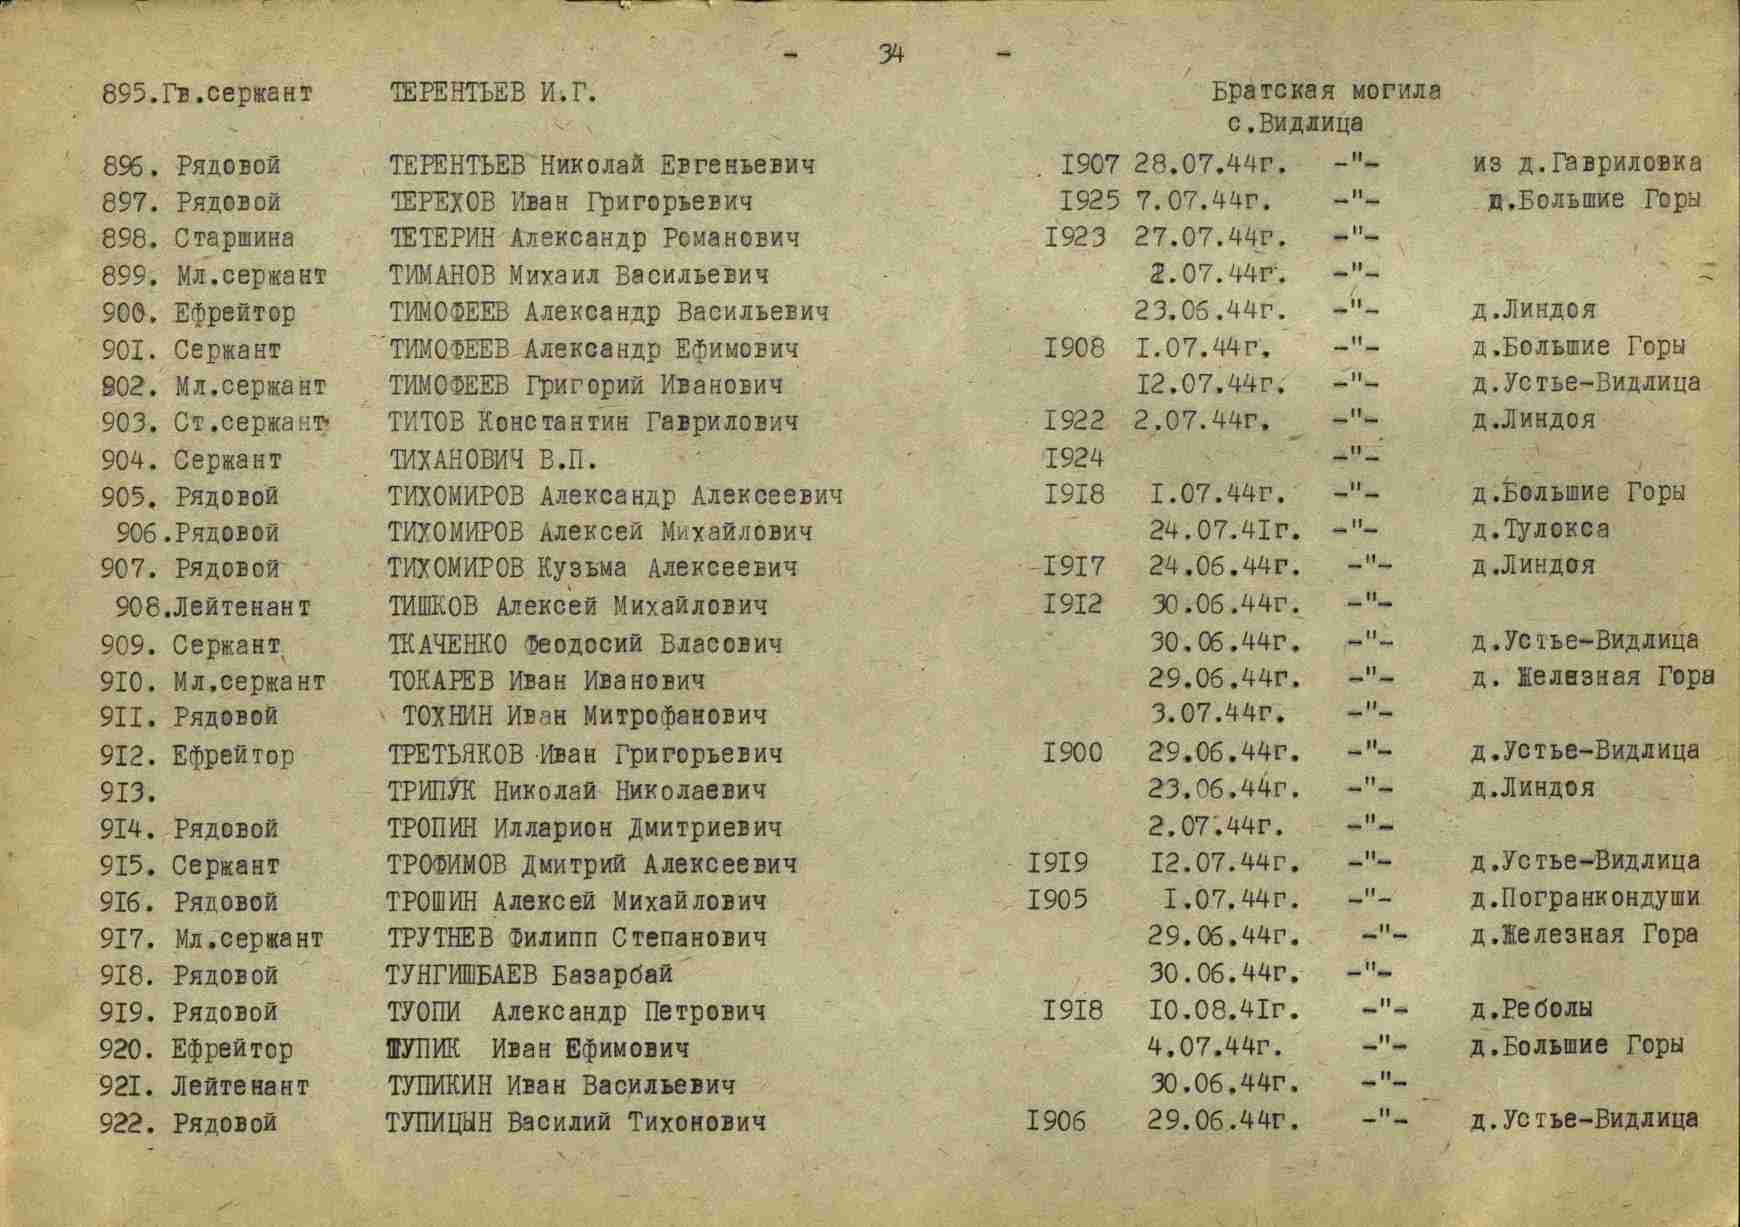 - 34 -
895.Гв.сержант ТЕРЕНТЬЕВ И.Г. Братская могила
с.Видлица
896. Рядовой ТЕРЕНТЬЕВ Николай Евгеньевич 1907 28.07.44г. -"- из д.Гавриловка
897. Рядовой ТЕРЕХОВ Иван Григорьевич 1925 7.07.44г. -"- д.Большие Горы
898. Старшина ТЕТЕРИН Александр Романович 1923 27.07.44г. -"-
899. Мл.сержант ТИМАНОВ Михаил Васильевич 2.07.44г. -"-
900. Ефрейтор ТИМОФЕЕВ Александр Васильевич 23.06.44г. -"- д.Линдоя
901. Сержант ТИМОФЕЕВ Александр Ефимович 1908 1.07.44г. -"- д.Большие Горы
902. Мл.сержант ТИМОФЕЕВ Григорий Иванович 12.07.44г. -"- д.Устье-Видлица
903. Ст.сержант ТИТОВ Константин Гаврилович 1922 2.07.44г. -"- д.Линдоя
904. Сержант ТИХАНОВИЧ В.П. 1924 -"-
905. Рядовой ТИХОМИРОВ Александр Алексеевич 1918 1.07.44г. -"- д.Большие Горы
906.Рядовой ТИХОМИРОВ Алексей Михайлович 24.07.41г. -"- д.Тулокса
907. Рядовой ТИХОМИРОВ Кузьма Алексеевич 1917 24.06.44г. -"- д.Линдоя
908.Лейтенант ТИШКОВ Алексей Михайлович 1912 30.06.44г. -"-
909. Сержант ТКАЧЕНКО Феодосий Власович 30.06.44г. -"- д.Устье-Видлица
910. Мл.сержант ТОКАРЕВ Иван Иванович 29.06.44г. -"- д. Железная Гора
911. Рядовой ТОХНИН Иван Митрофанович 3.07.44г. -"-
912. Ефрейтор ТРЕТЬЯКОВ Иван Григорьевич 1900 29.06.44г. -"- д.Устье-Видлица
913. ТРИПУК Николай Николаевич 23.06.44г. -"- д.Линдоя
914. Рядовой ТРОПИН Илларион Дмитриевич 2.07.44г. -"-
915. Сержант ТРОФИМОВ Дмитрий Алексеевич 1919 12.07.44г. -"- д.Устье-Видлица
916. Рядовой ТРОШИН Алексей Михайлович 1905 1.07.44г. -"- д.Погранкондуши
917. Мл.сержант ТРУТНЕВ Филипп Степанович 29.06.44г. -"- д.Железная Гора
918. Рядовой ТУНГИШБАЕВ Базарбай 30.06.44г. -"-
919. Рядовой ТУОПИ Александр Петрович 1918 10.08.41г. -"- д.Реболы
920. Ефрейтор ТУПИК Иван Ефимович 4.07.44г. -"- д.Большие Горы
921. Лейтенант ТУПИКИН Иван Васильевич 30.06.44г. -"-
922. Рядовой ТУПИЦЫН Василий Тихонович 1906 29.06.44г. -"- д.Устье-Видлица